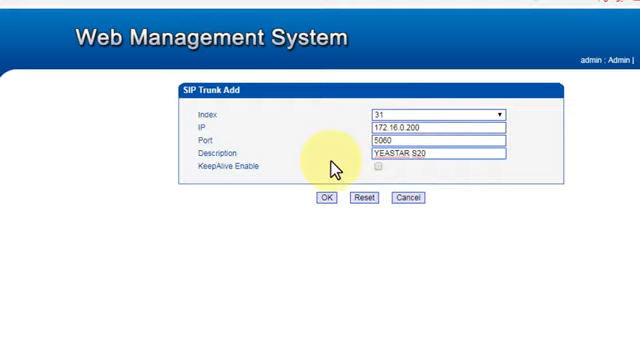 Web Management System
admin : Admin |
SIP Trunk Add
Index 31
IP 172.16.0.200
Port 5060
Description YEASTAR S20
KeepAlive Enable
OK Reset Cancel